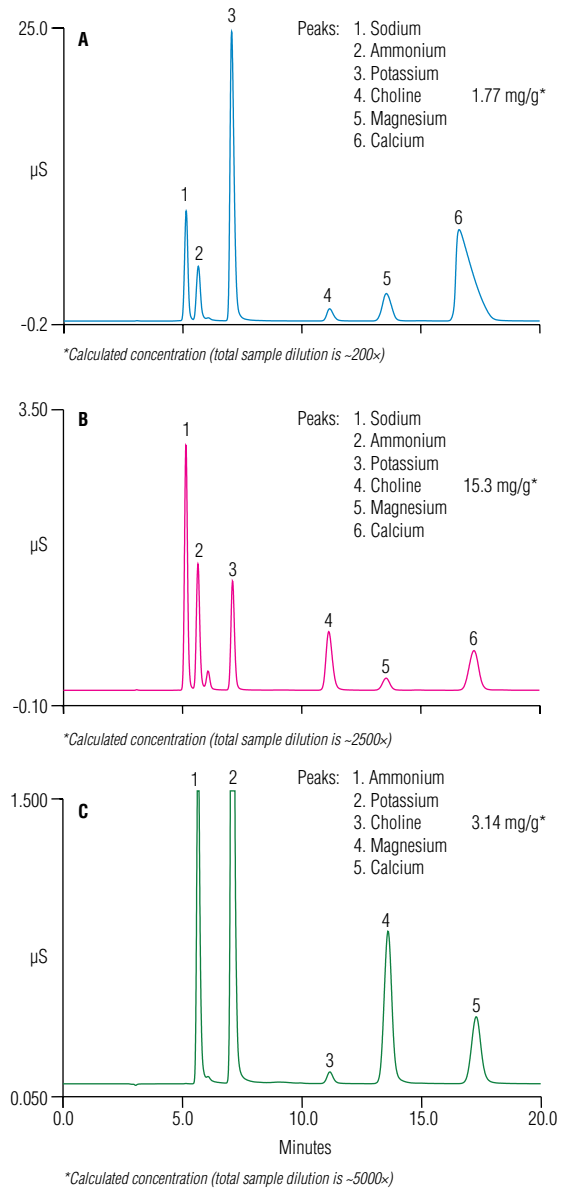 25.0
A
3
Peaks: 1. Sodium
2. Ammonium
3. Potassium
4. Choline 1.77 mg/g*
5. Magnesium
6. Calcium
µS
1
2
4
5
6
-0.2
*Calculated concentration (total sample dilution is ~200×)
3.50
B
Peaks: 1. Sodium
2. Ammonium
3. Potassium
4. Choline 15.3 mg/g*
5. Magnesium
6. Calcium
1
µS
2
3
4
5
6
-0.10
*Calculated concentration (total sample dilution is ~2500×)
1.500
C
1
2
Peaks: 1. Ammonium
2. Potassium
3. Choline 3.14 mg/g*
4. Magnesium
5. Calcium
4
µS
5
3
0.050
0.0 5.0 10.0 15.0 20.0
Minutes
*Calculated concentration (total sample dilution is ~5000×)